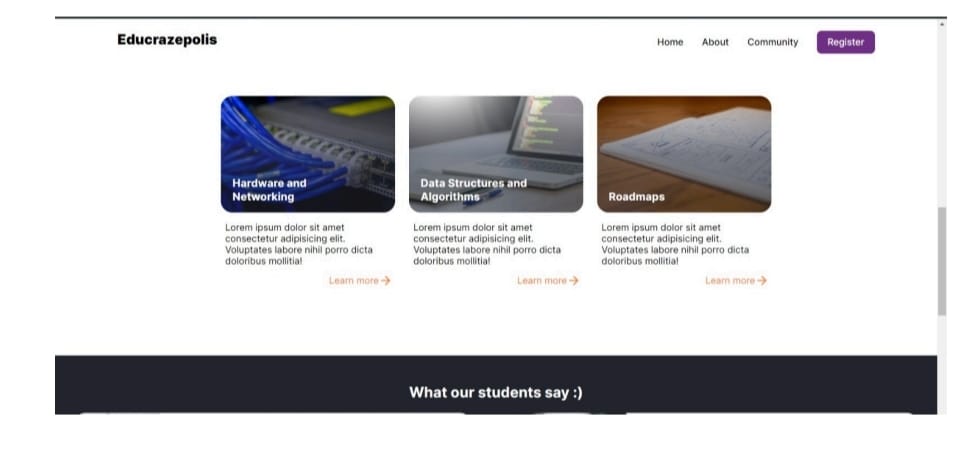 Educrazepolis
Home About Community Register
Hardware and
Networking
Lorem ipsum dolor sit amet
consectetur adipisicing elit.
Voluptates labore nihil porro dicta
doloribus mollitia!
Learn more →
Data Structures and
Algorithms
Lorem ipsum dolor sit amet
consectetur adipisicing elit.
Voluptates labore nihil porro dicta
doloribus mollitia!
Learn more →
Roadmaps
Lorem ipsum dolor sit amet
consectetur adipisicing elit.
Voluptates labore nihil porro dicta
doloribus mollitia!
Learn more →
What our students say :)